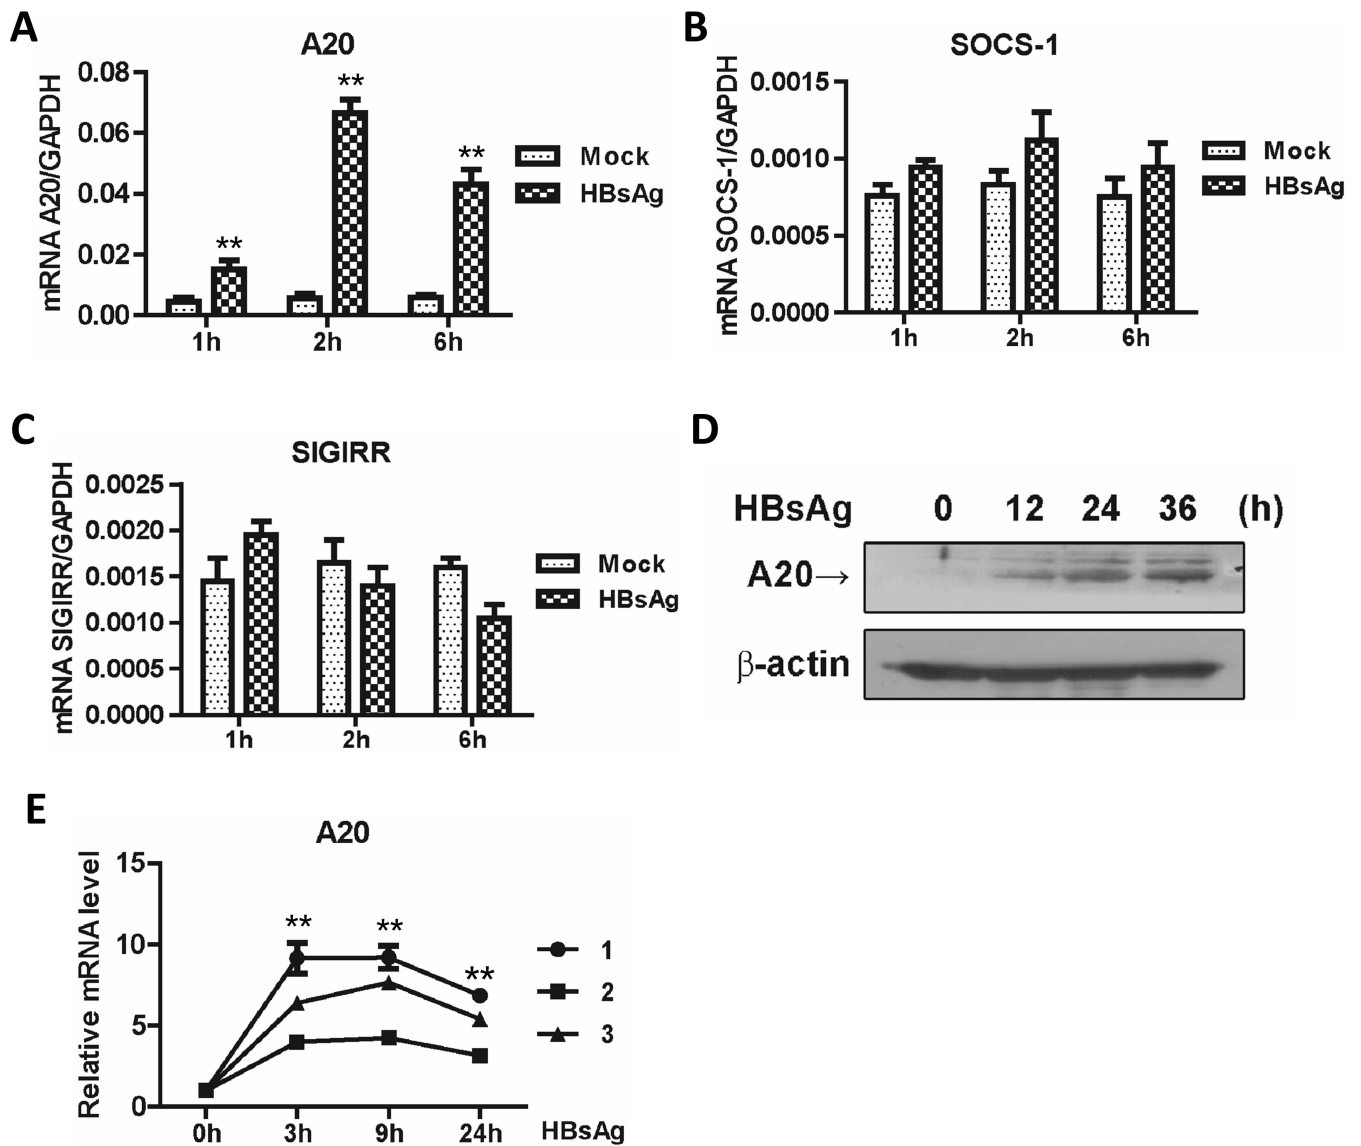 A
A20
mRNA A20/GAPDH
0.08
0.06
0.04
0.02
0.00
**
**
**
1h 2h 6h
Mock
HBsAg
B
SOCS-1
mRNA SOCS-1/GAPDH
0.0015
0.0010
0.0005
0.0000
1h 2h 6h
Mock
HBsAg
C
SIGIRR
mRNA SIGIRR/GAPDH
0.0025
0.0020
0.0015
0.0010
0.0005
0.0000
1h 2h 6h
Mock
HBsAg
D
HBsAg 0 12 24 36 (h)
A20→
β-actin
E
A20
Relative mRNA level
15
10
5
0
** ** **
0h 3h 9h 24h HBsAg
1
2
3